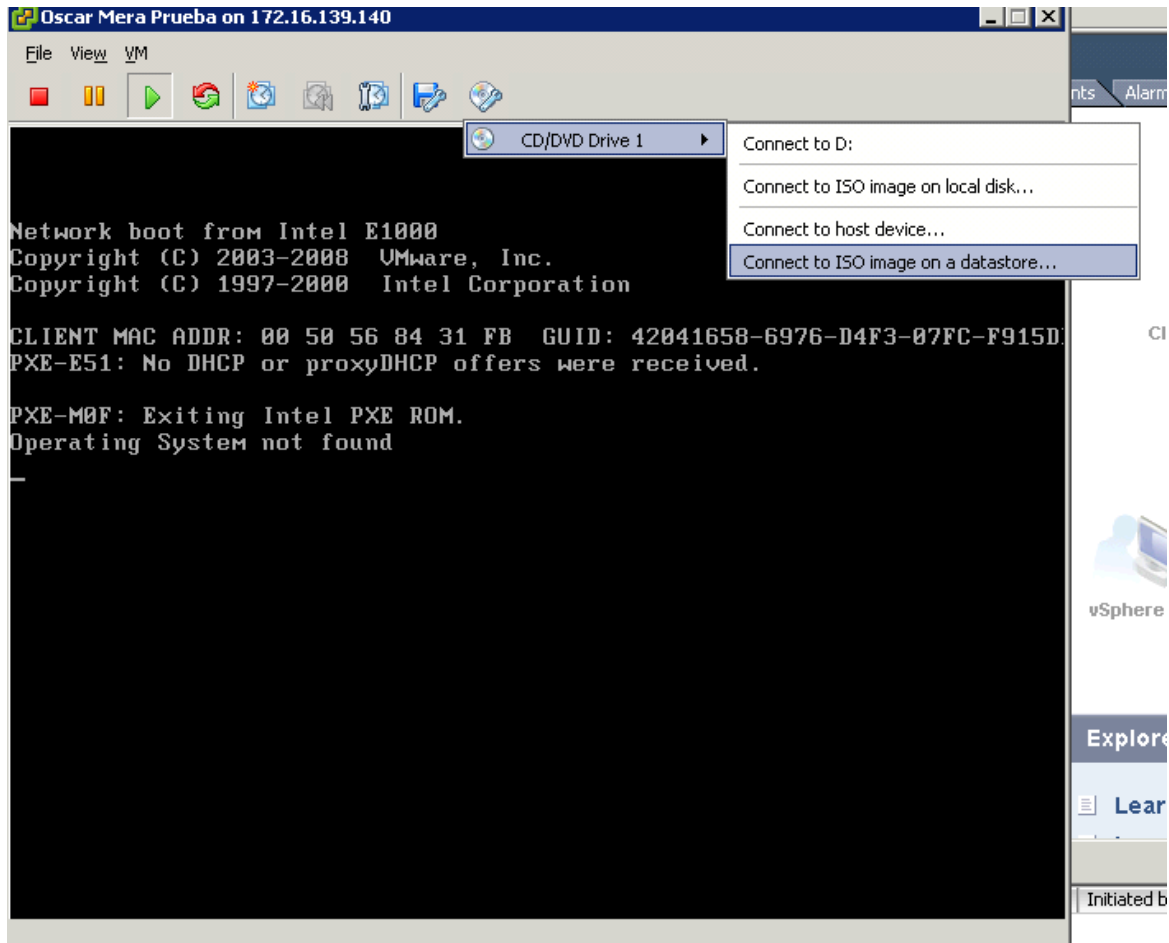 Oscar Mera Prueba on 172.16.139.140
File View VM
nts Alarm
CD/DVD Drive 1
Connect to D:
Connect to ISO image on local disk...
Connect to host device...
Connect to ISO image on a datastore...
Network boot from Intel E1000
Copyright (C) 2003-2008 VMware, Inc.
Copyright (C) 1997-2000 Intel Corporation
CLIENT MAC ADDR: 00 50 56 84 31 FB GUID: 42041658-6976-D4F3-07FC-F915D
PXE-E51: No DHCP or proxyDHCP offers were received.
PXE-M0F: Exiting Intel PXE ROM.
Operating System not found
Cl
vSphere
Explore
Lear
Initiated b